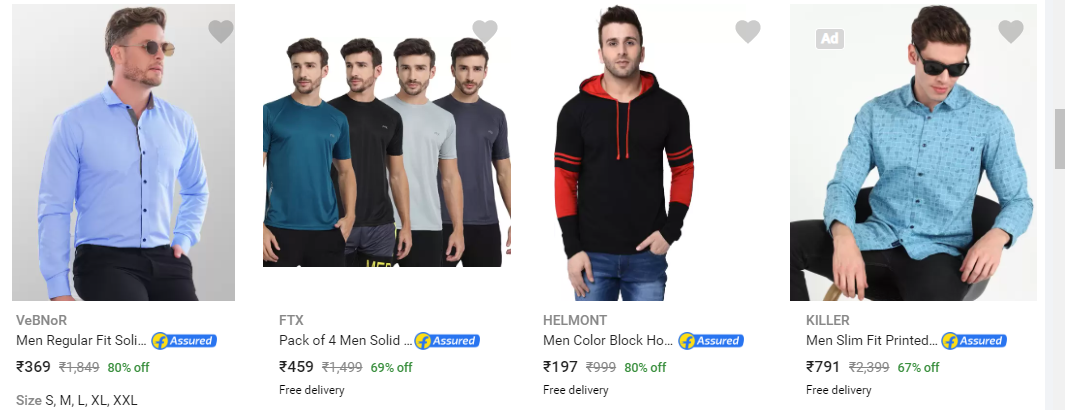 Ad
VeBNoR
Men Regular Fit Soli... Assured
₹369 ₹1,849 80% off
Size S, M, L, XL, XXL
FTX
Pack of 4 Men Solid ... Assured
₹459 ₹1,499 69% off
Free delivery
HELMONT
Men Color Block Ho... Assured
₹197 ₹999 80% off
Free delivery
KILLER
Men Slim Fit Printed... Assured
₹791 ₹2,399 67% off
Free delivery